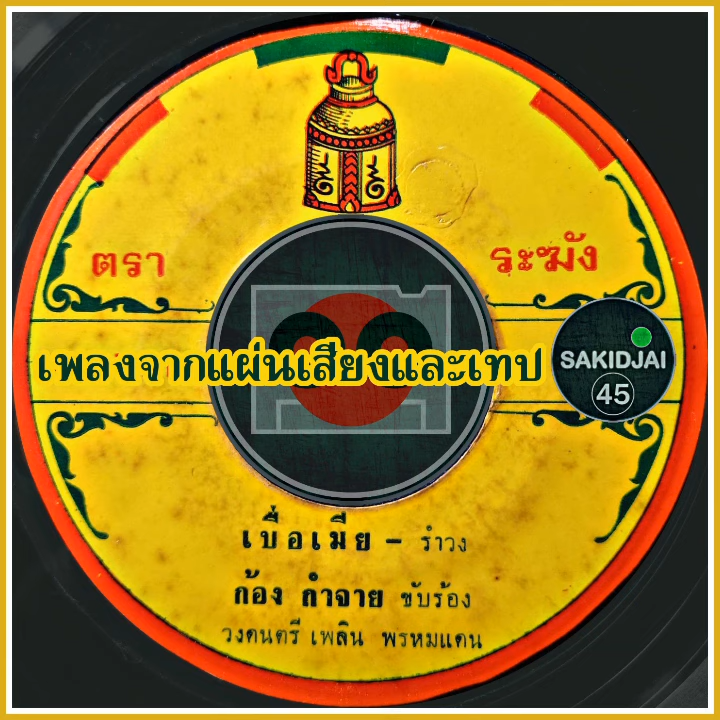 ตรา ระฆัง
เพลงจากแผ่นเสียงและเทป
SAKIDJAI
45
เบื่อเมีย - รำวง
ก้อง กำจาย ขับร้อง
วงดนตรี เพลิน พรหมแดน